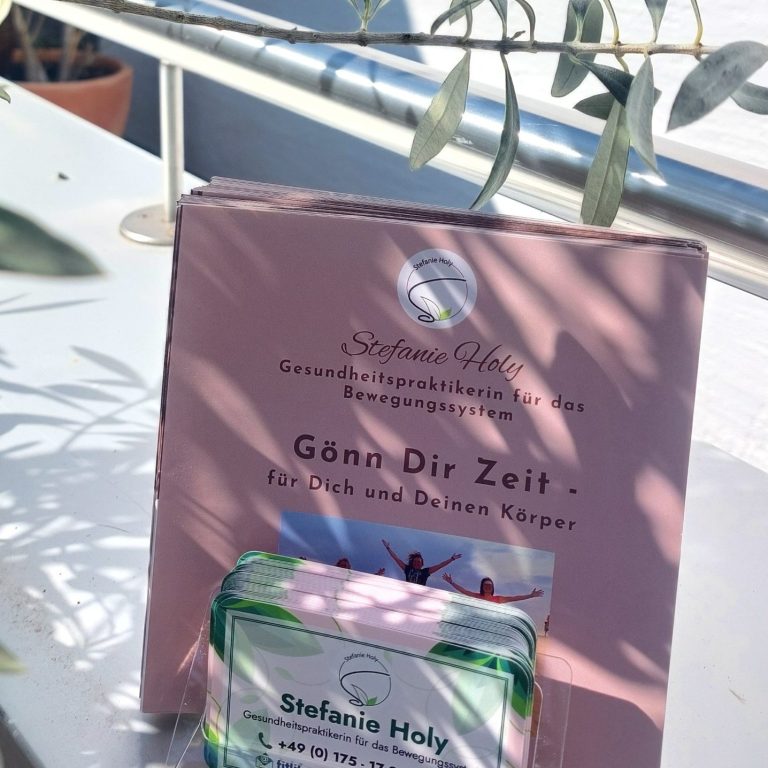 Stefanie Holy
Stefanie Holy
Gesundheitspraktikerin für das
Bewegungssystem
Gönn Dir Zeit -
für Dich und Deinen Körper
Stefanie Holy
Stefanie Holy
Gesundheitspraktikerin für das
+49 (0) 175 - 17